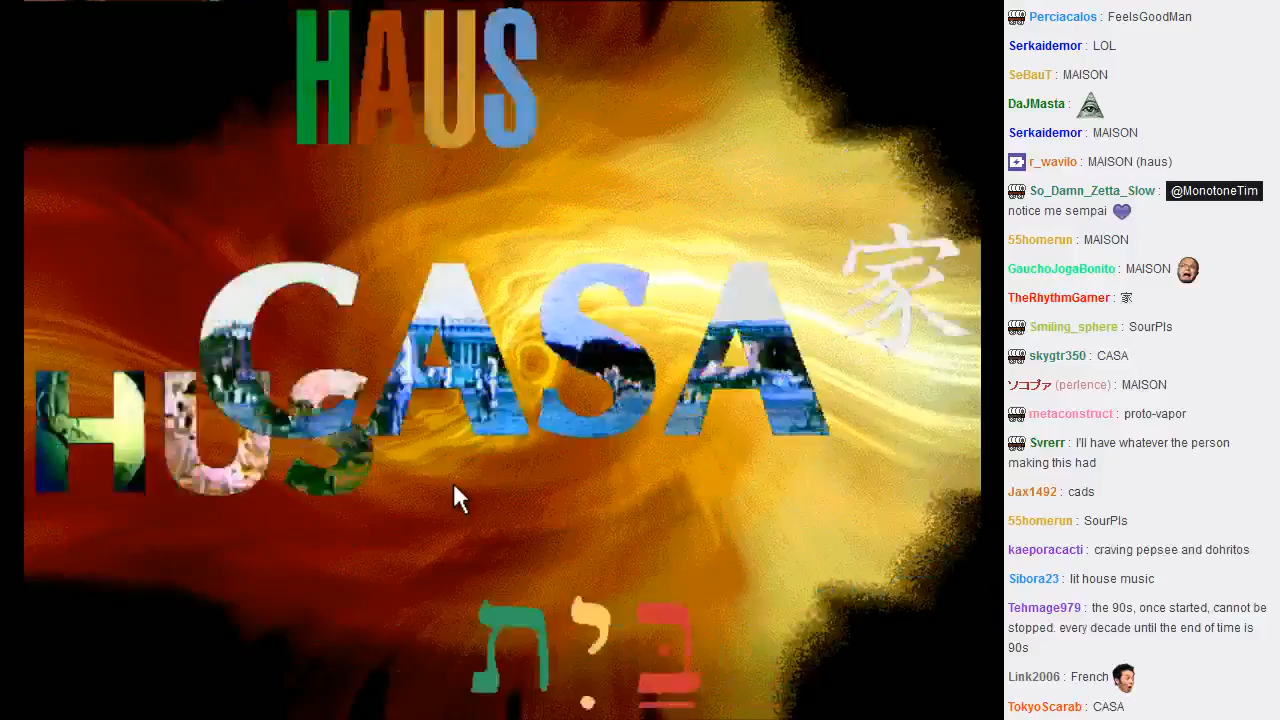 HAUS
CASA
家
HUS
בַּיִת
Perciacalos : FeelsGoodMan
Serkaidemor : LOL
SeBauT : MAISON
DaJMasta :
Serkaidemor : MAISON
r_wavilo : MAISON (haus)
So_Damn_Zetta_Slow : @MonotoneTim
notice me sempai
55homerun : MAISON
GauchoJogaBonito : MAISON
TheRhythmGamer : 家
Smiling_sphere : SourPls
skygtr350 : CASA
ソコプァ (perlence) : MAISON
metaconstruct : proto-vapor
Svrerr : I'll have whatever the person
making this had
Jax1492 : cads
55homerun : SourPls
kaeporacacti : craving pepsee and dohritos
Sibora23 : lit house music
Tehmage979 : the 90s, once started, cannot be
stopped. every decade until the end of time is
90s
Link2006 : French
TokyoScarab : CASA